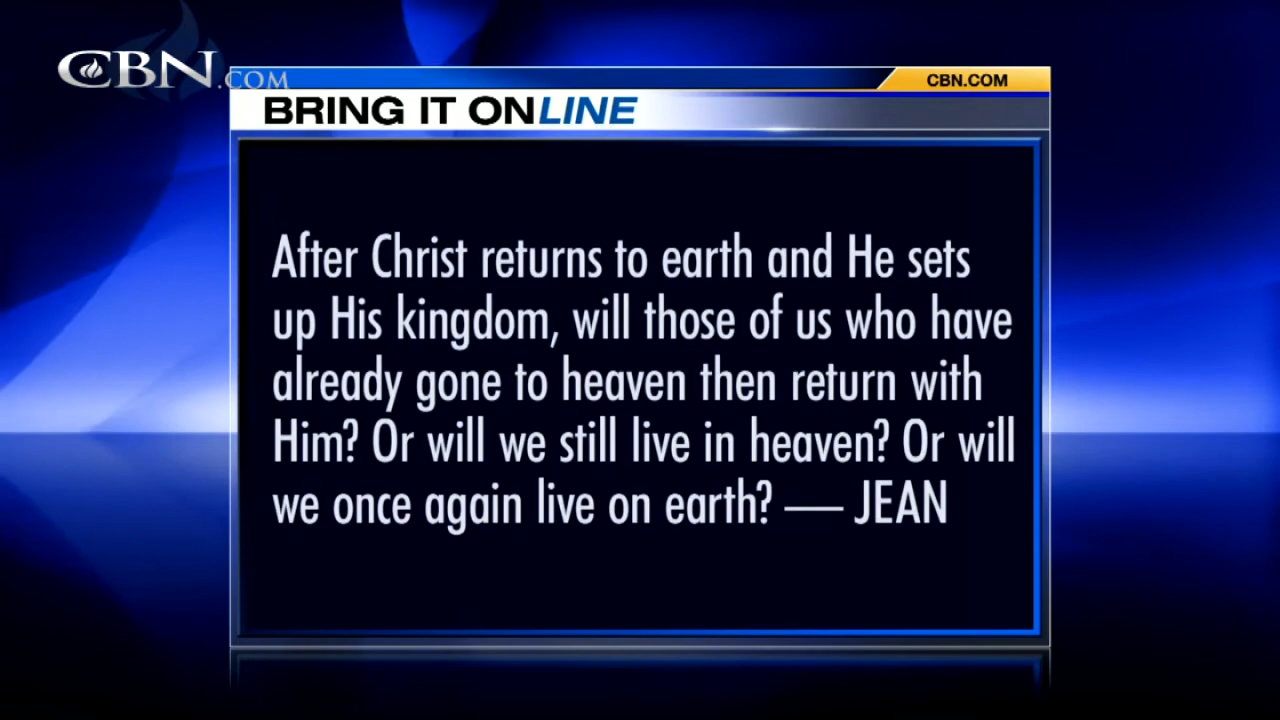 CBN.COM
CBN.COM
BRING IT ONLINE
After Christ returns to earth and He sets
up His kingdom, will those of us who have
already gone to heaven then return with
Him? Or will we still live in heaven? Or will
we once again live on earth? — JEAN